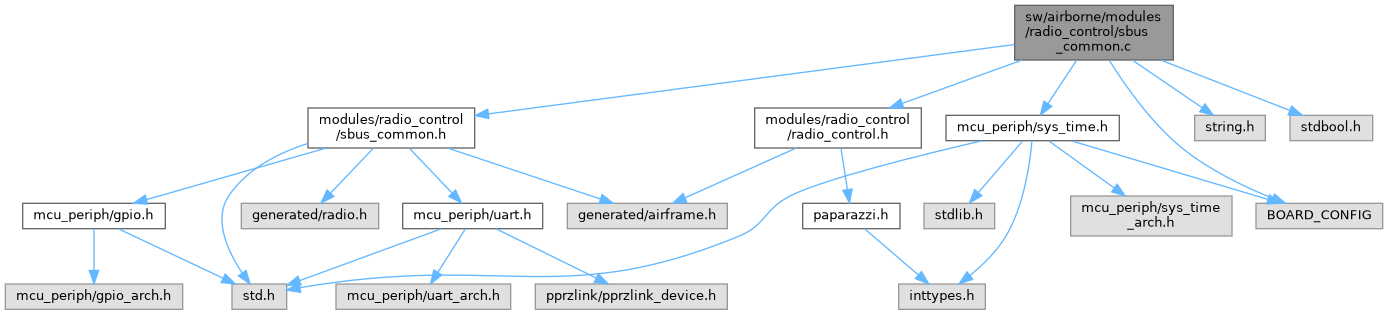 sw/airborne/modules
/radio_control/sbus
_common.c
modules/radio_control
/sbus_common.h
modules/radio_control
/radio_control.h
mcu_periph/sys_time.h
string.h
stdbool.h
mcu_periph/gpio.h
generated/radio.h
mcu_periph/uart.h
generated/airframe.h
paparazzi.h
stdlib.h
mcu_periph/sys_time
_arch.h
BOARD_CONFIG
mcu_periph/gpio_arch.h
std.h
mcu_periph/uart_arch.h
pprzlink/pprzlink_device.h
inttypes.h